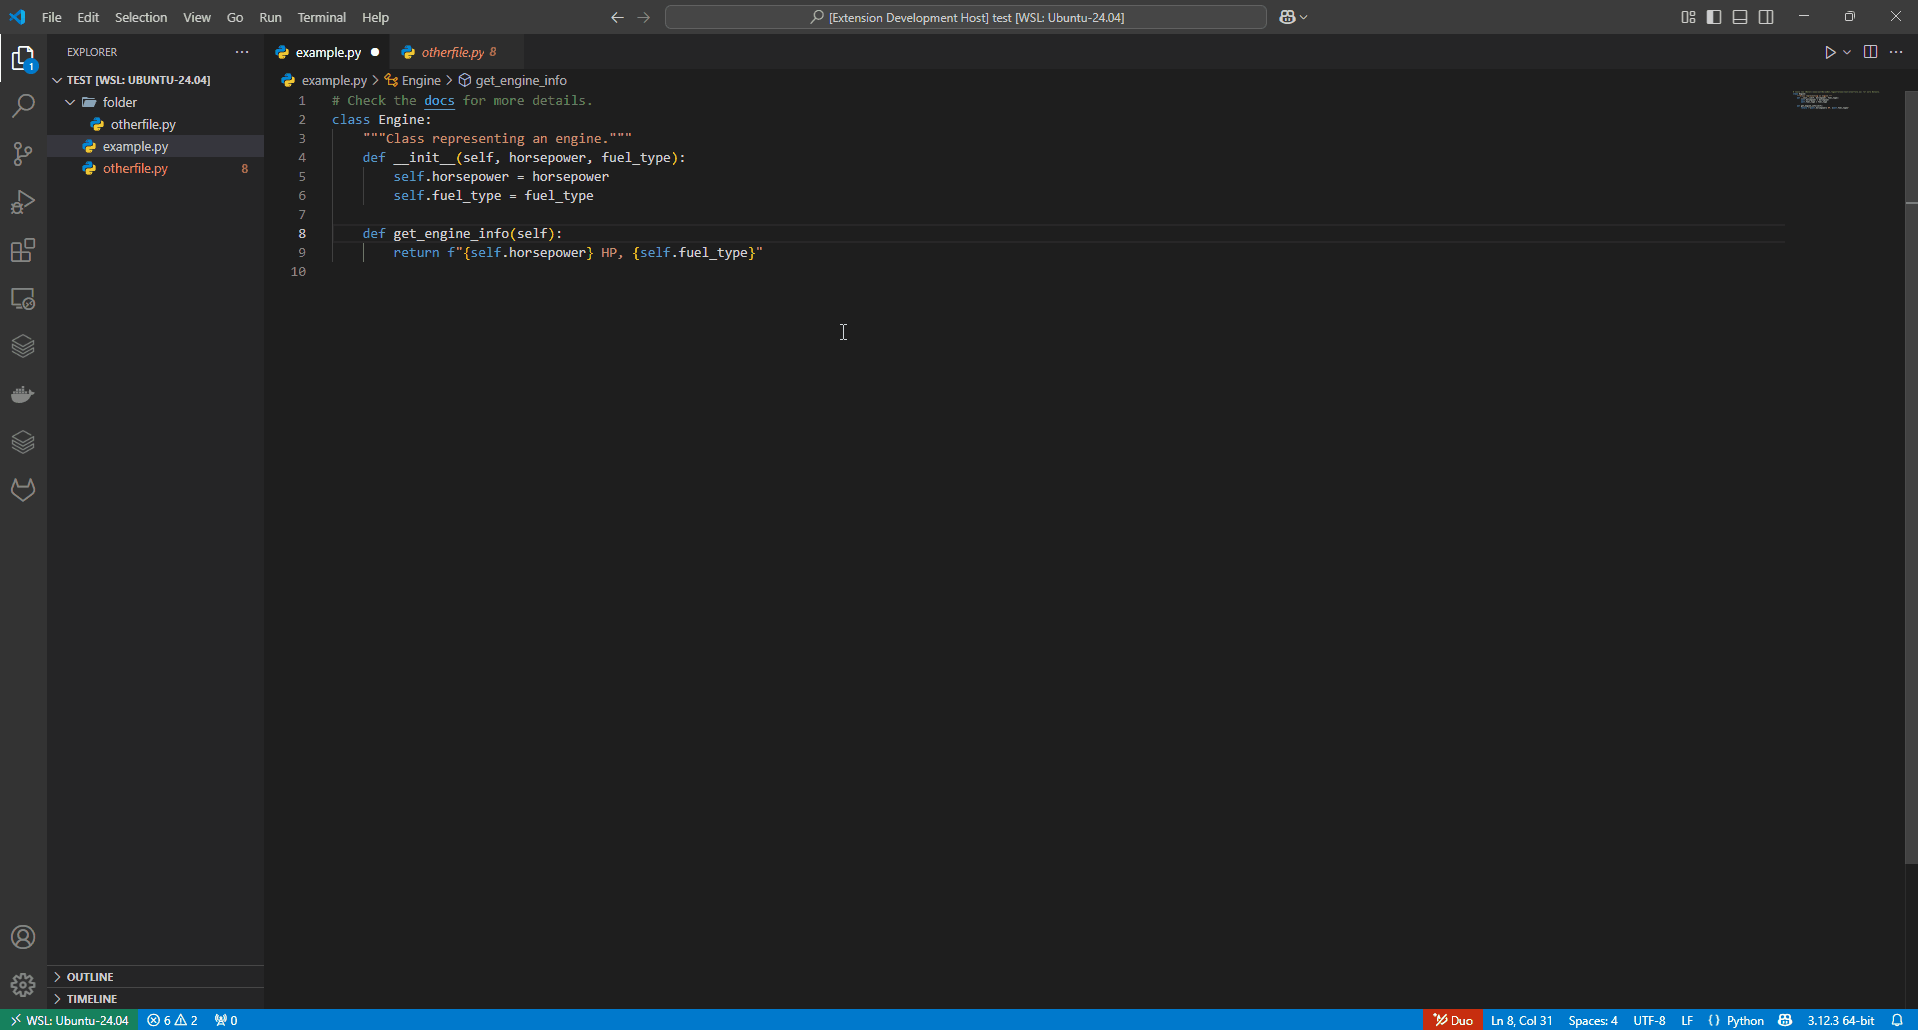 File Edit Selection View Go Run Terminal Help
[Extension Development Host] test [WSL: Ubuntu-24.04]
EXPLORER
TEST [WSL: UBUNTU-24.04]
folder
otherfile.py
example.py
otherfile.py 8
OUTLINE
TIMELINE
example.py
otherfile.py 8
example.py > Engine > get_engine_info
1 # Check the docs for more details.
2 class Engine:
3 """Class representing an engine."""
4 def __init__(self, horsepower, fuel_type):
5 self.horsepower = horsepower
6 self.fuel_type = fuel_type
7
8 def get_engine_info(self):
9 return f"{self.horsepower} HP, {self.fuel_type}"
10
1
WSL: Ubuntu-24.04 6 2 0 Duo Ln 8, Col 31 Spaces: 4 UTF-8 LF Python 3.12.3 64-bit